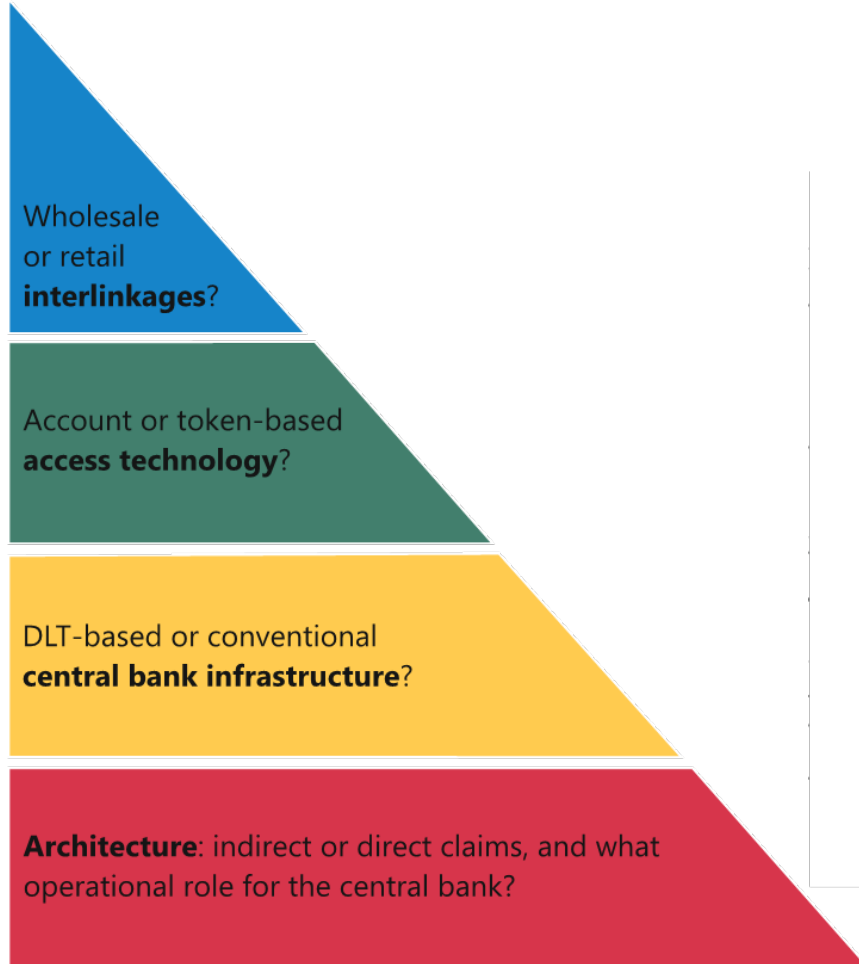 Wholesale
or retail
interlinkages?
Account or token-based
access technology?
DLT-based or conventional
central bank infrastructure?
Architecture: indirect or direct claims, and what
operational role for the central bank?